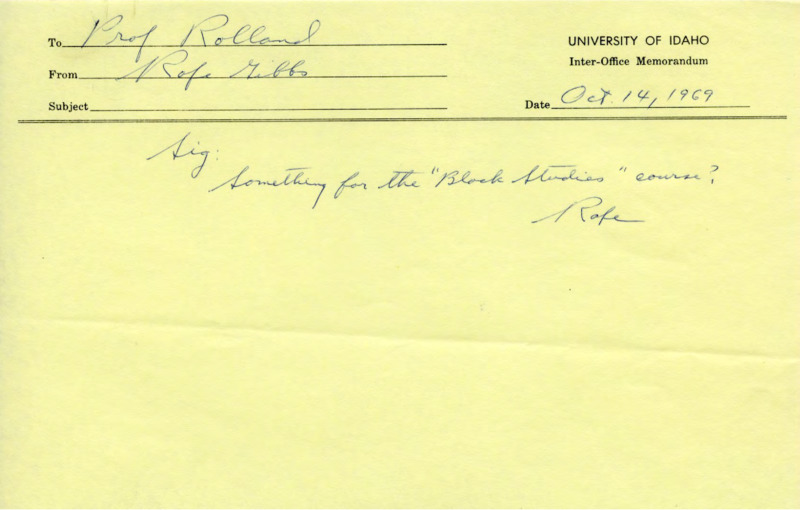 To Prof Rolland
UNIVERSITY OF IDAHO
From Rafe Gibbs
Inter-Office Memorandum
Subject
Date Oct. 14, 1969
Sig:
Something for the "Black Studies" course?
Rafe